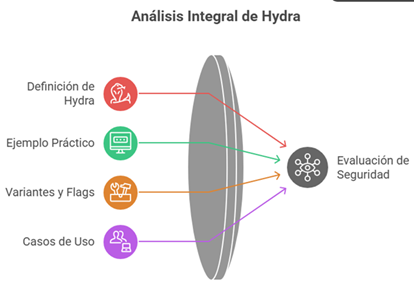 Análisis Integral de Hydra
Definición de
Hydra
Ejemplo Práctico
Variantes y Flags
Casos de Uso
Evaluación de
Seguridad